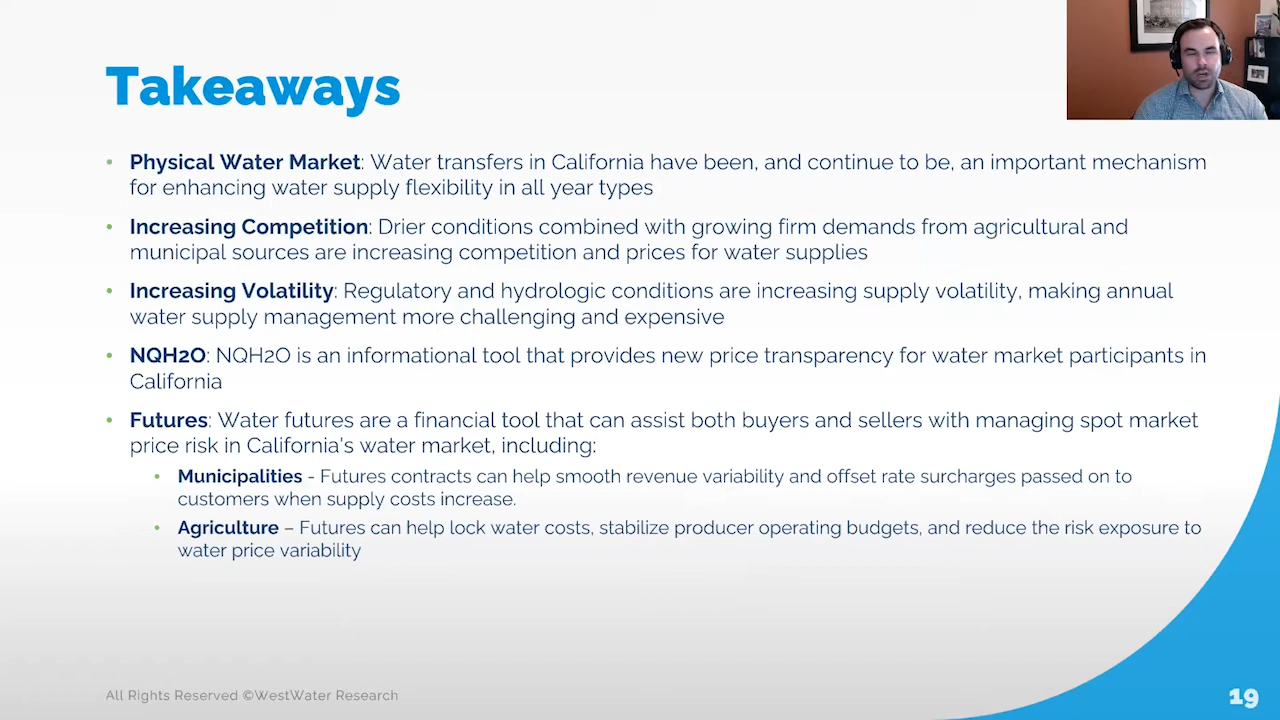 Takeaways
• Physical Water Market: Water transfers in California have been, and continue to be, an important mechanism
for enhancing water supply flexibility in all year types
• Increasing Competition: Drier conditions combined with growing firm demands from agricultural and
municipal sources are increasing competition and prices for water supplies
• Increasing Volatility: Regulatory and hydrologic conditions are increasing supply volatility, making annual
water supply management more challenging and expensive
• NQH2O: NQH2O is an informational tool that provides new price transparency for water market participants in
California
• Futures: Water futures are a financial tool that can assist both buyers and sellers with managing spot market
price risk in California's water market, including:
• Municipalities - Futures contracts can help smooth revenue variability and offset rate surcharges passed on to
customers when supply costs increase.
• Agriculture – Futures can help lock water costs, stabilize producer operating budgets, and reduce the risk exposure to
water price variability
All Rights Reserved ©WestWater Research
19